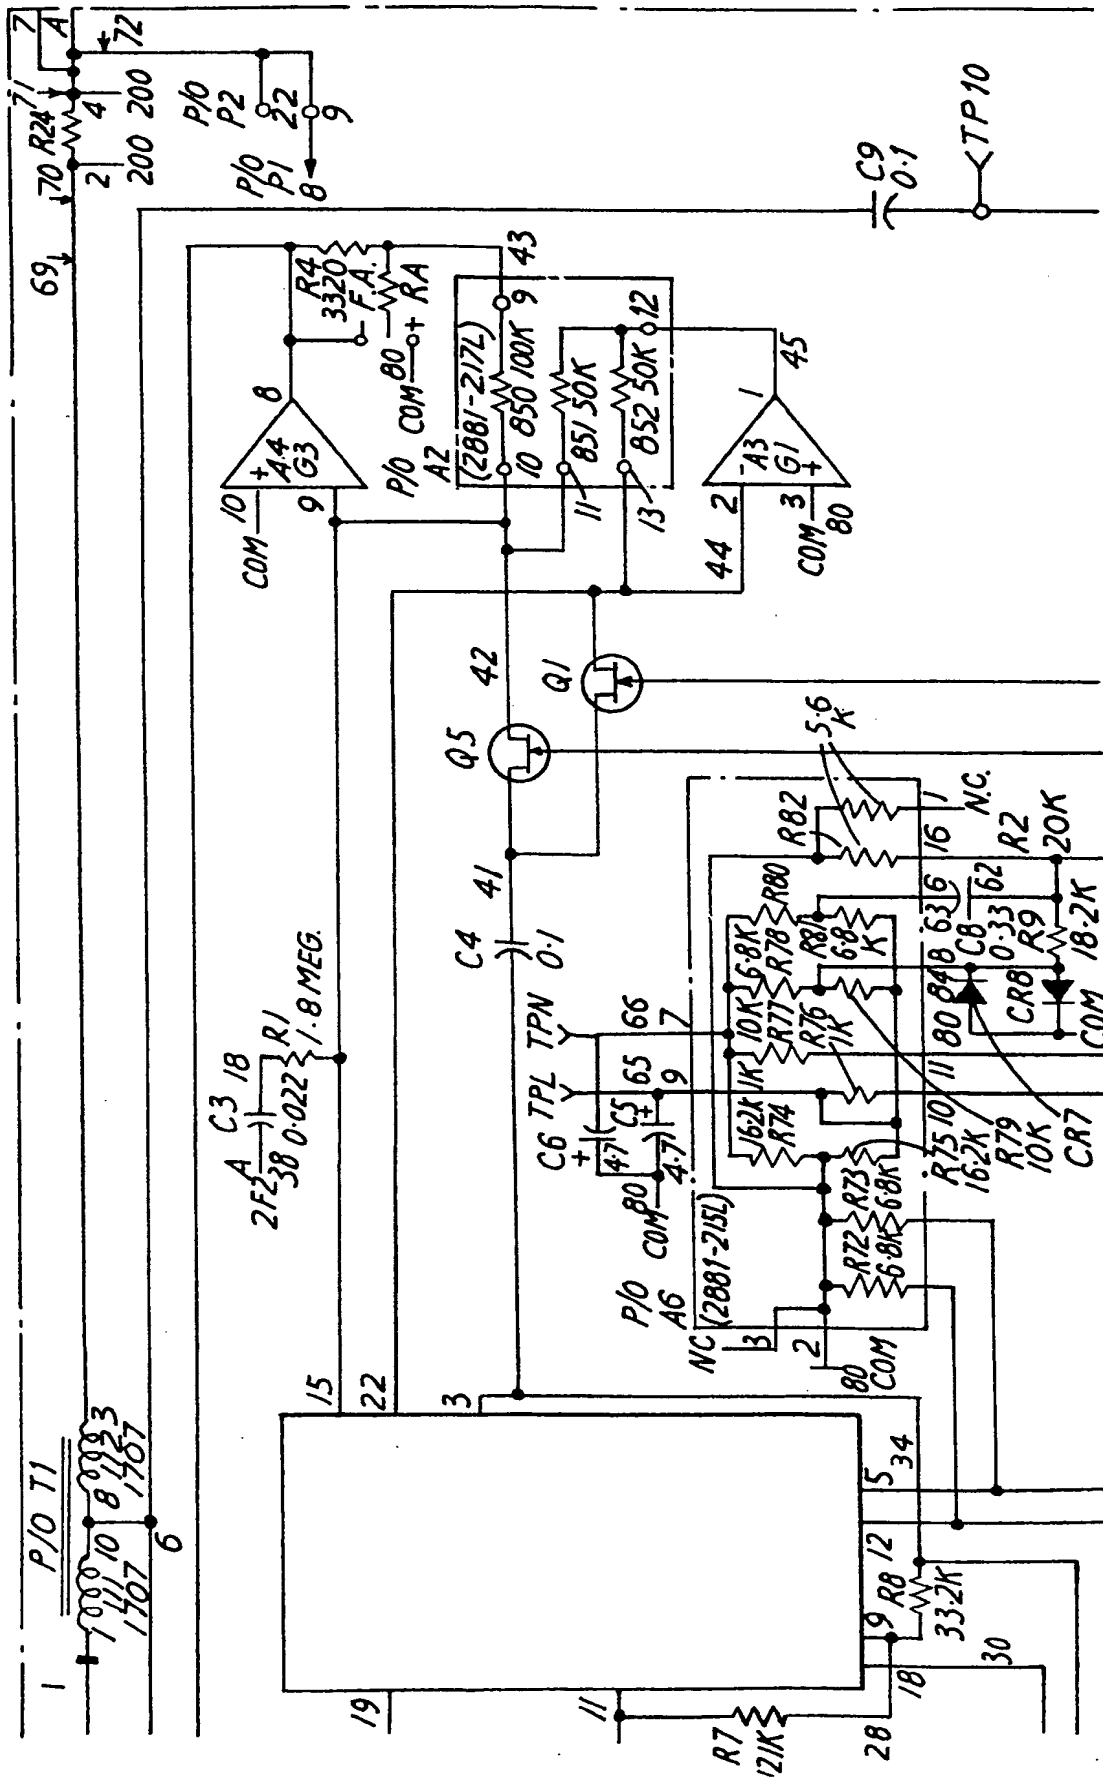 7
A
72
71
R24
4
200
P/O
P2
22
9
70
2
200
P/O
P1
8
69
C9
0.1
TP10
R4
3320
F.A.
RA
COM 80
+
43
8
A4
G3
+
10
9
COM
P/O
A2
(2881-217L)
850 100K
10
9
851 50K
11
12
852 50K
13
45
1
A3
G1
-
+
2
3
COM
80
44
42
Q5
Q1
41
C4
0.1
5.6
K
N.C.
1
R82
16
R2
20K
R80
6.8K
R81
6.8
K
63
6
C8
0.33
62
R9
18.2K
R78
10K
8
84
CR8
80
COM
R77
1K
R76
1K
11
10
R79
10K
CR7
R75
16.2K
16.2K
R74
R73
6.8K
R72
6.8K
TPN
TPL
66
7
65
9
C6
+
4.7
C5
+
4.7
80
COM
P/O
A6
(2881-215L)
NC
3
2
80
COM
R1
1.8 MEG.
18
C3
0.022
A
2F2
38
15
22
3
5
34
12
9
R8
33.2K
18
30
28
R7
121K
11
19
P/O T1
3
1123
1707
8
10
111
1707
1
6
1